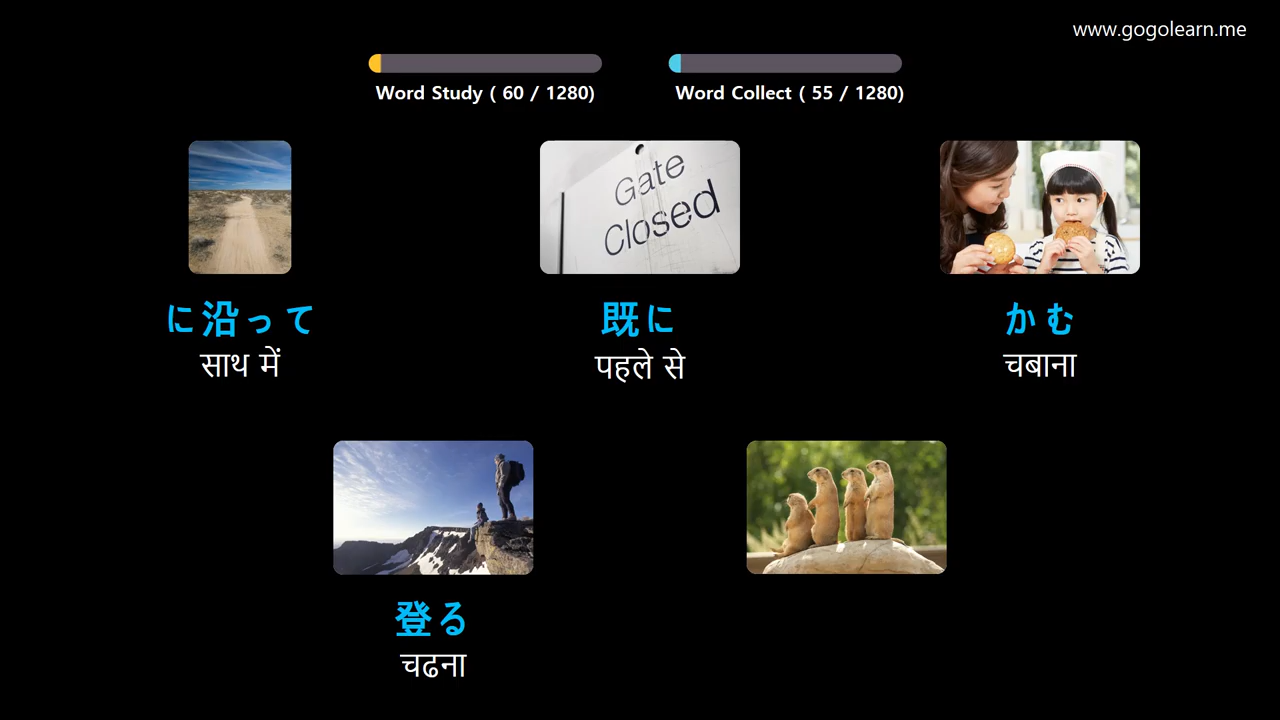 www.gogolearn.me
Word Study ( 60 / 1280)
Word Collect ( 55 / 1280)
Gate
Closed
に沿って
साथ में
既に
पहले से
かむ
चबाना
登る
चढना